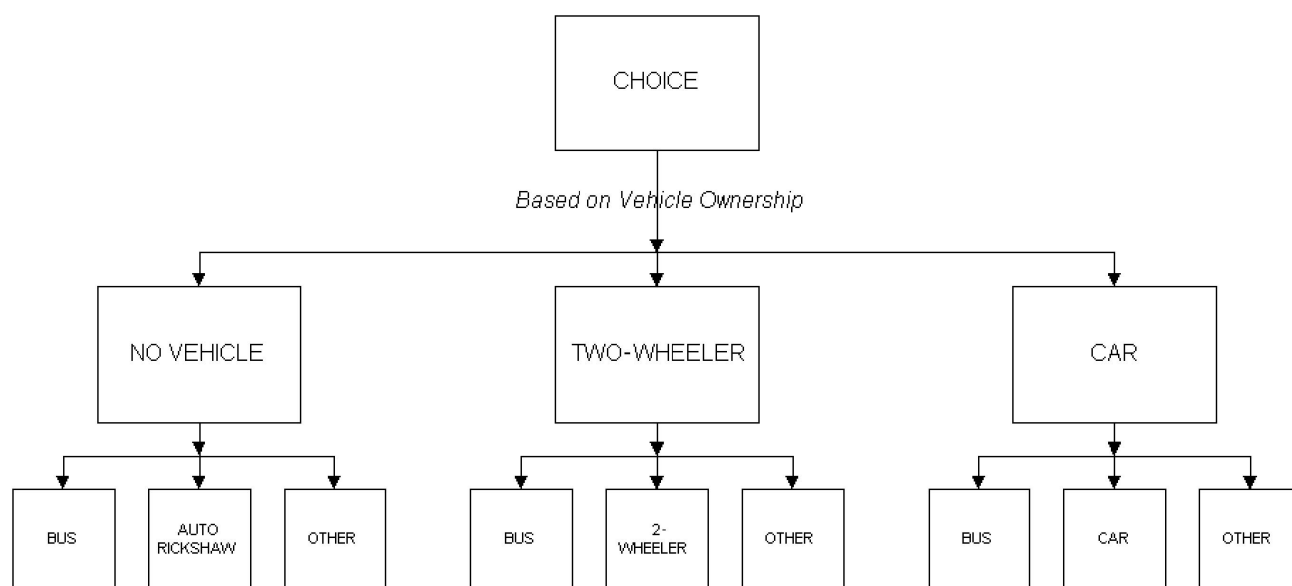 CHOICE
Based on Vehicle Ownership
NO VEHICLE
TWO-WHEELER
CAR
BUS
AUTO
RICKSHAW
OTHER
BUS
2-
WHEELER
OTHER
BUS
CAR
OTHER